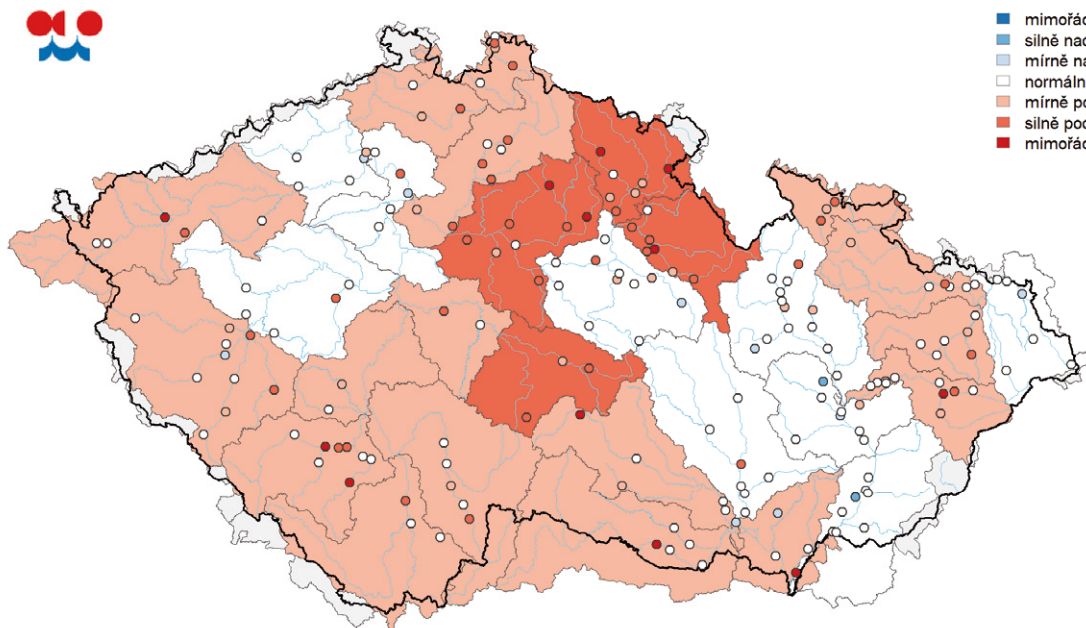 mimořád
silně nad
mírně na
normáln
mírně po
silně pod
mimořád